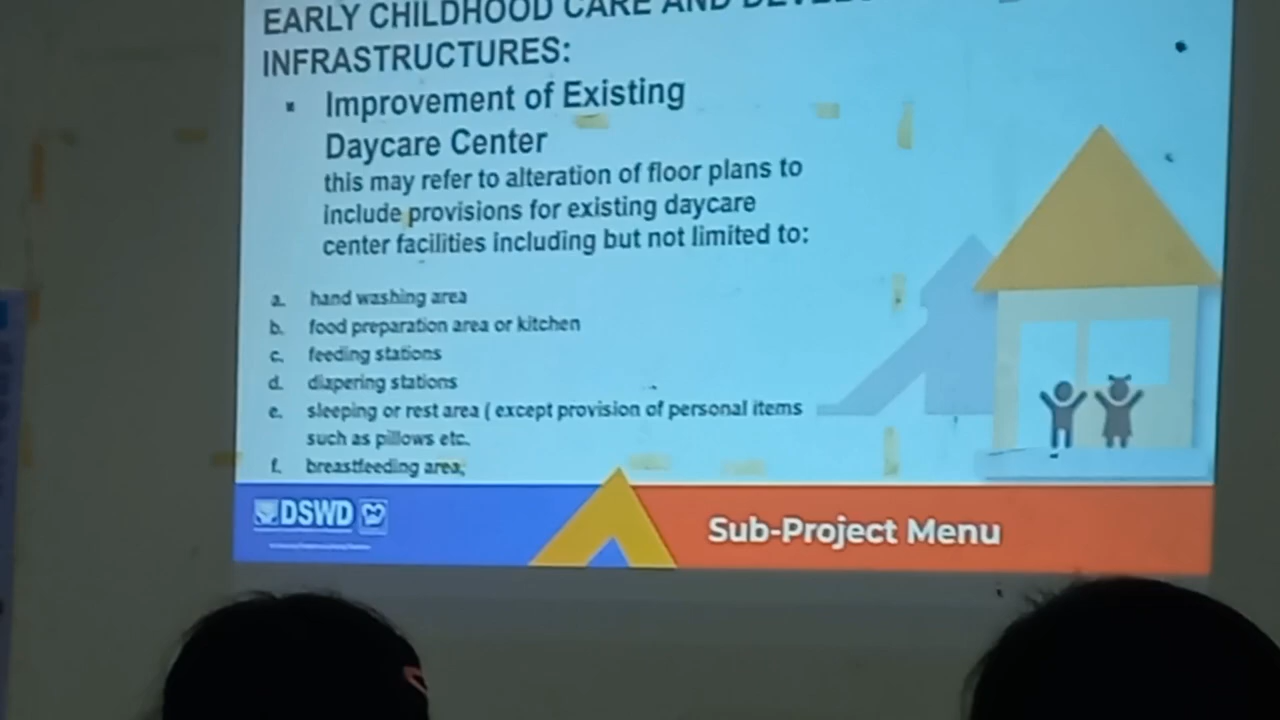 EARLY CHILDHOOD CARE AND
INFRASTRUCTURES:
▪ Improvement of Existing
Daycare Center
this may refer to alteration of floor plans to
include provisions for existing daycare
center facilities including but not limited to:
a. hand washing area
b. food preparation area or kitchen
c. feeding stations
d. diapering stations
e. sleeping or rest area ( except provision of personal items
such as pillows etc.
f. breastfeeding area;
DSWD
Sub-Project Menu